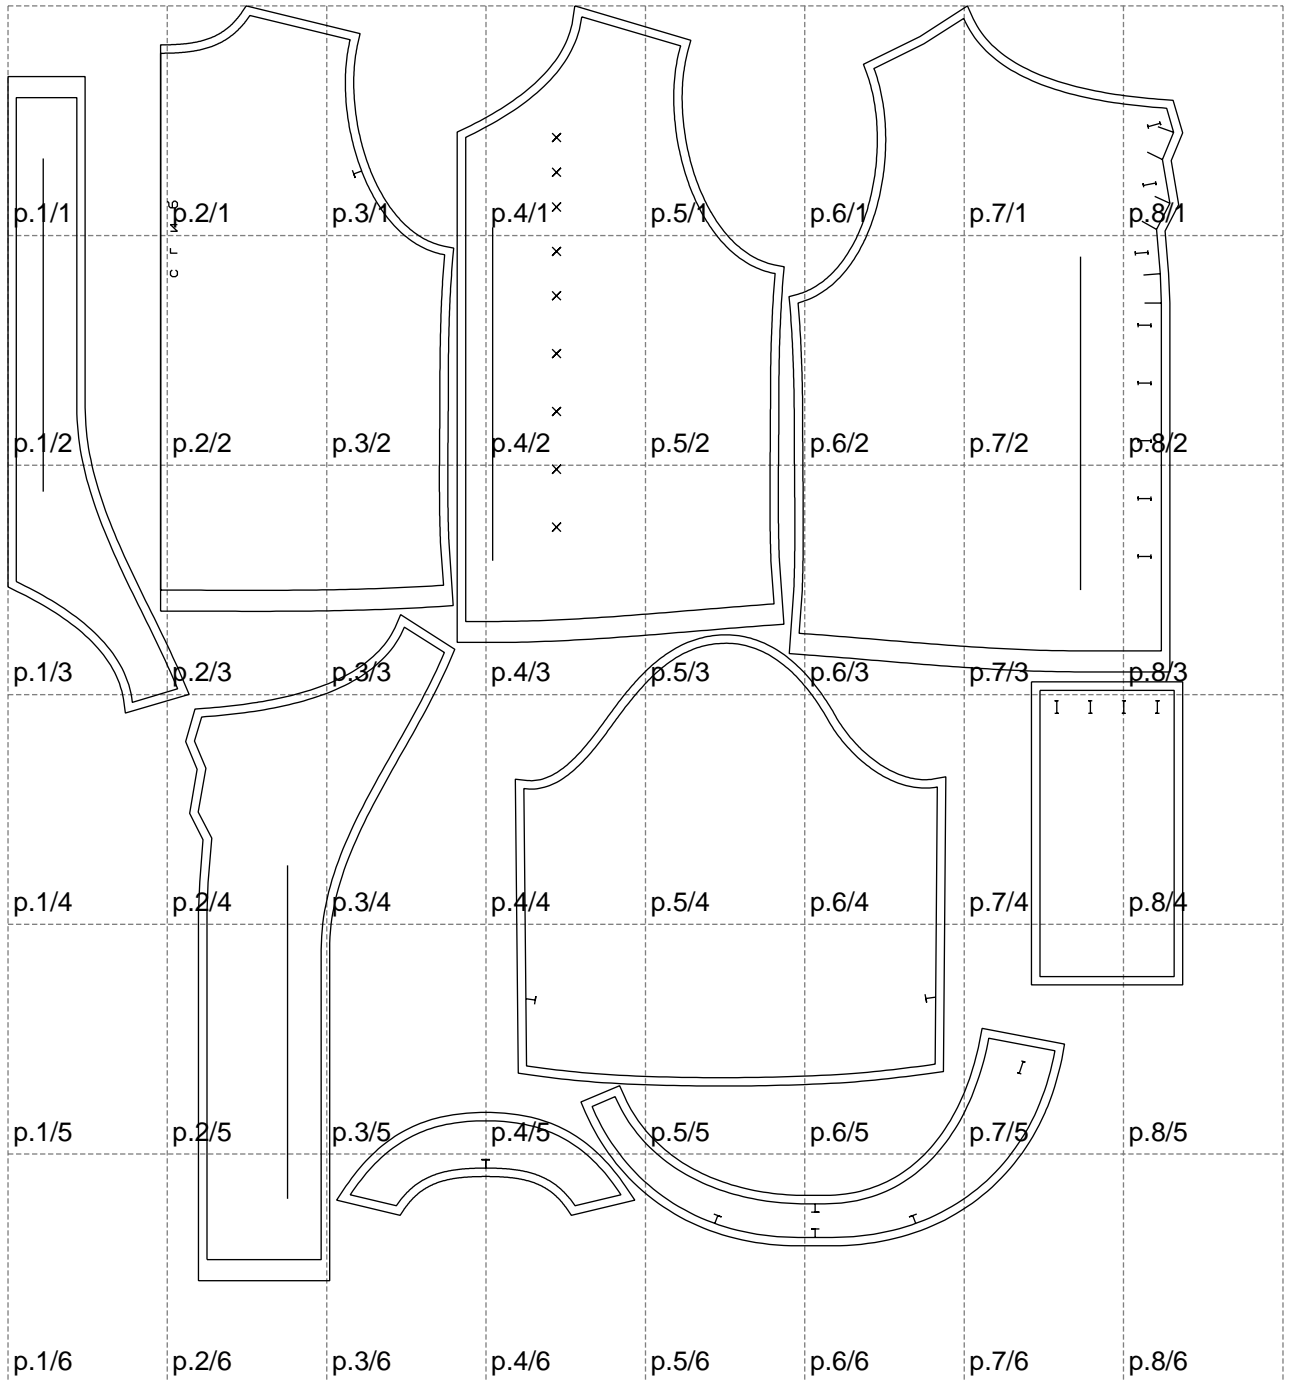 p.1/1 p.2/1 p.3/1 p.4/1 p.5/1 p.6/1 p.7/1 p.8/1
с г и б
p.1/2 p.2/2 p.3/2 p.4/2 p.5/2 p.6/2 p.7/2 p.8/2
p.1/3 p.2/3 p.3/3 p.4/3 p.5/3 p.6/3 p.7/3 p.8/3
p.1/4 p.2/4 p.3/4 p.4/4 p.5/4 p.6/4 p.7/4 p.8/4
p.1/5 p.2/5 p.3/5 p.4/5 p.5/5 p.6/5 p.7/5 p.8/5
p.1/6 p.2/6 p.3/6 p.4/6 p.5/6 p.6/6 p.7/6 p.8/6